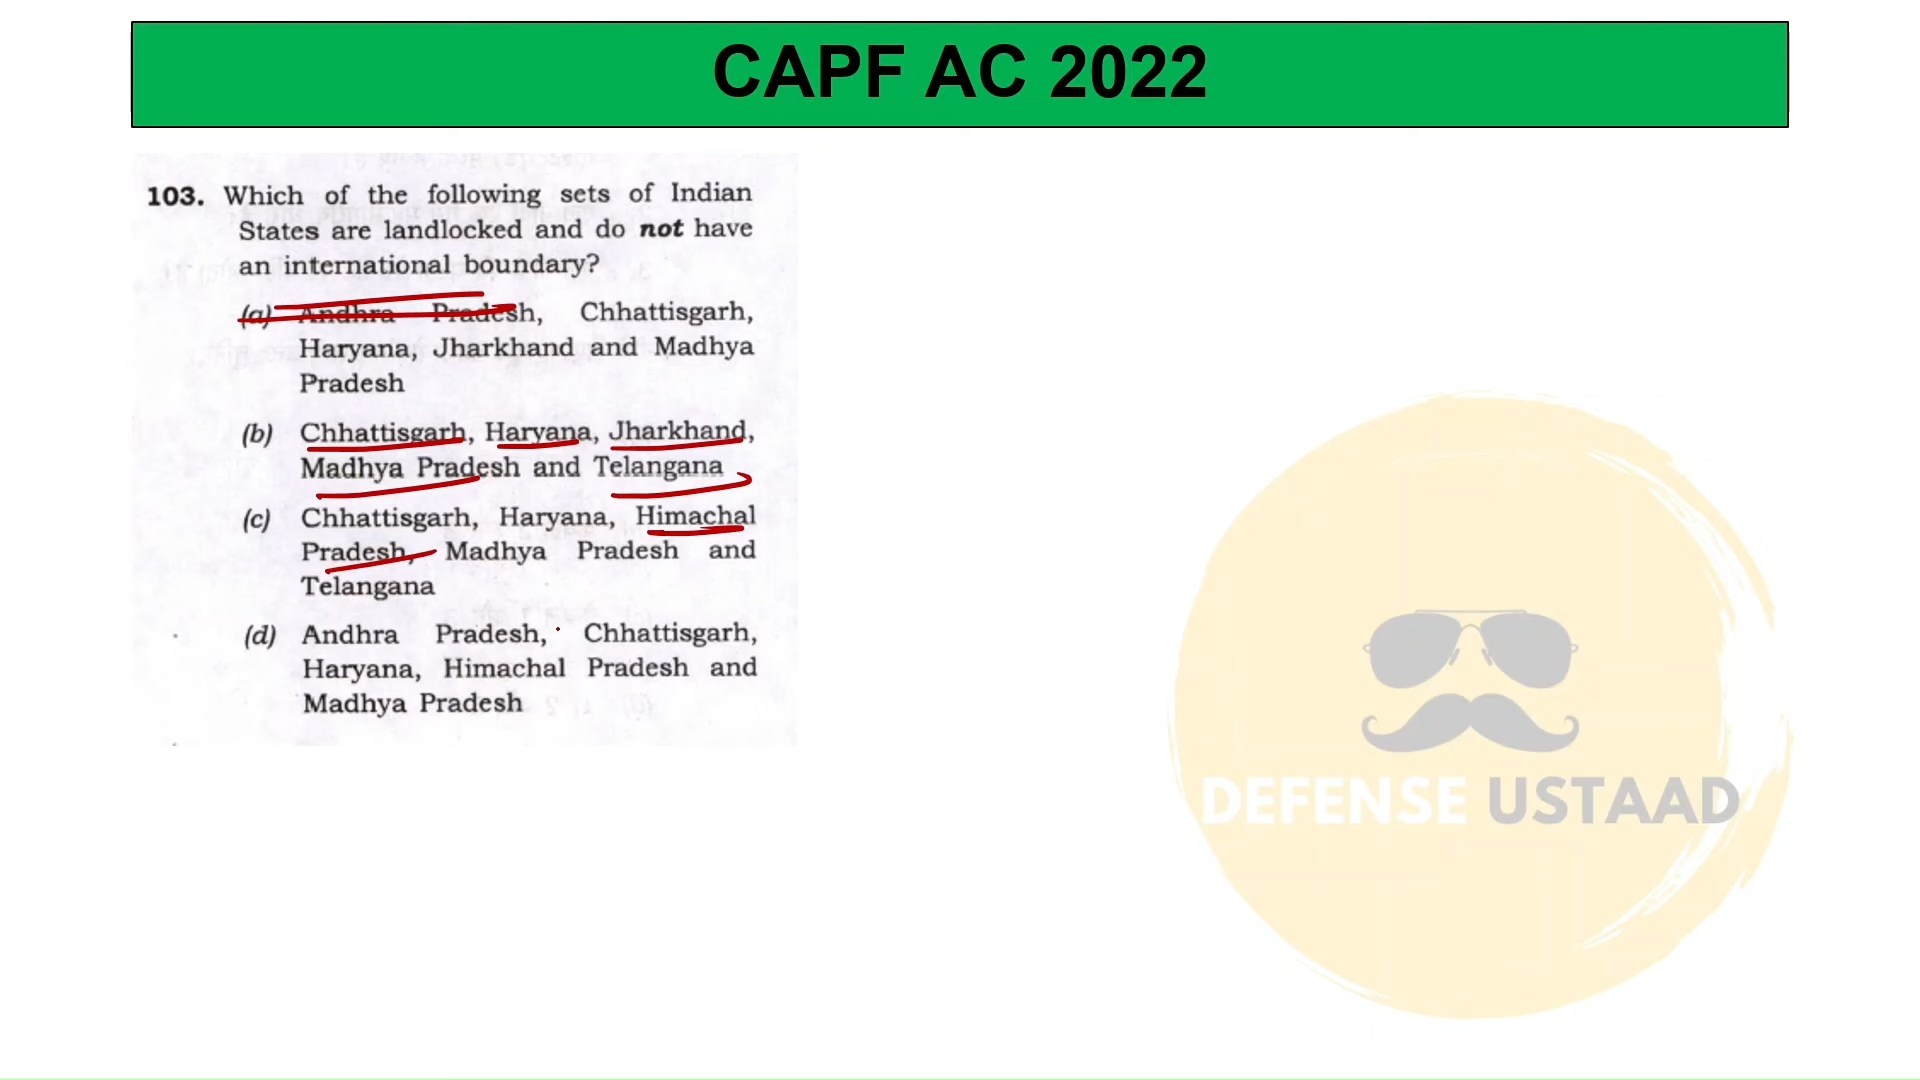 CAPF AC 2022
103. Which of the following sets of Indian
States are landlocked and do not have
an international boundary?
(a) Andhra Pradesh, Chhattisgarh,
Haryana, Jharkhand and Madhya
Pradesh
(b) Chhattisgarh, Haryana, Jharkhand,
Madhya Pradesh and Telangana
(c) Chhattisgarh, Haryana, Himachal
Pradesh, Madhya Pradesh and
Telangana
(d) Andhra Pradesh, Chhattisgarh,
Haryana, Himachal Pradesh and
Madhya Pradesh
DEFENSE USTAAD